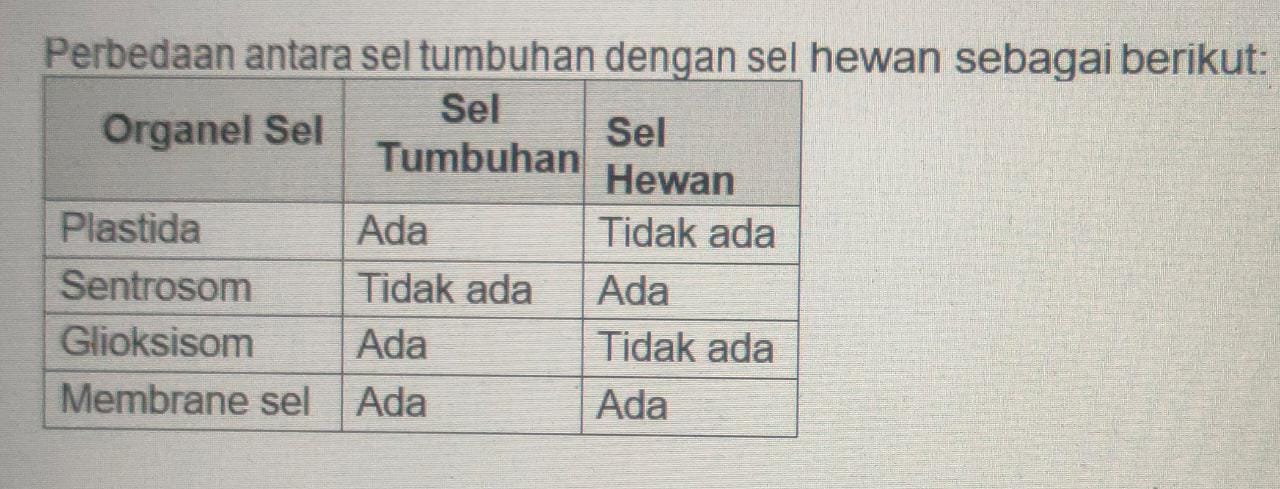 Perbedaan antara sel tumbuhan dengan sel hewan sebagai berikut:
Organel Sel Sel Tumbuhan Sel Hewan
Plastida Ada Tidak ada
Sentrosom Tidak ada Ada
Glioksisom Ada Tidak ada
Membrane sel Ada Ada